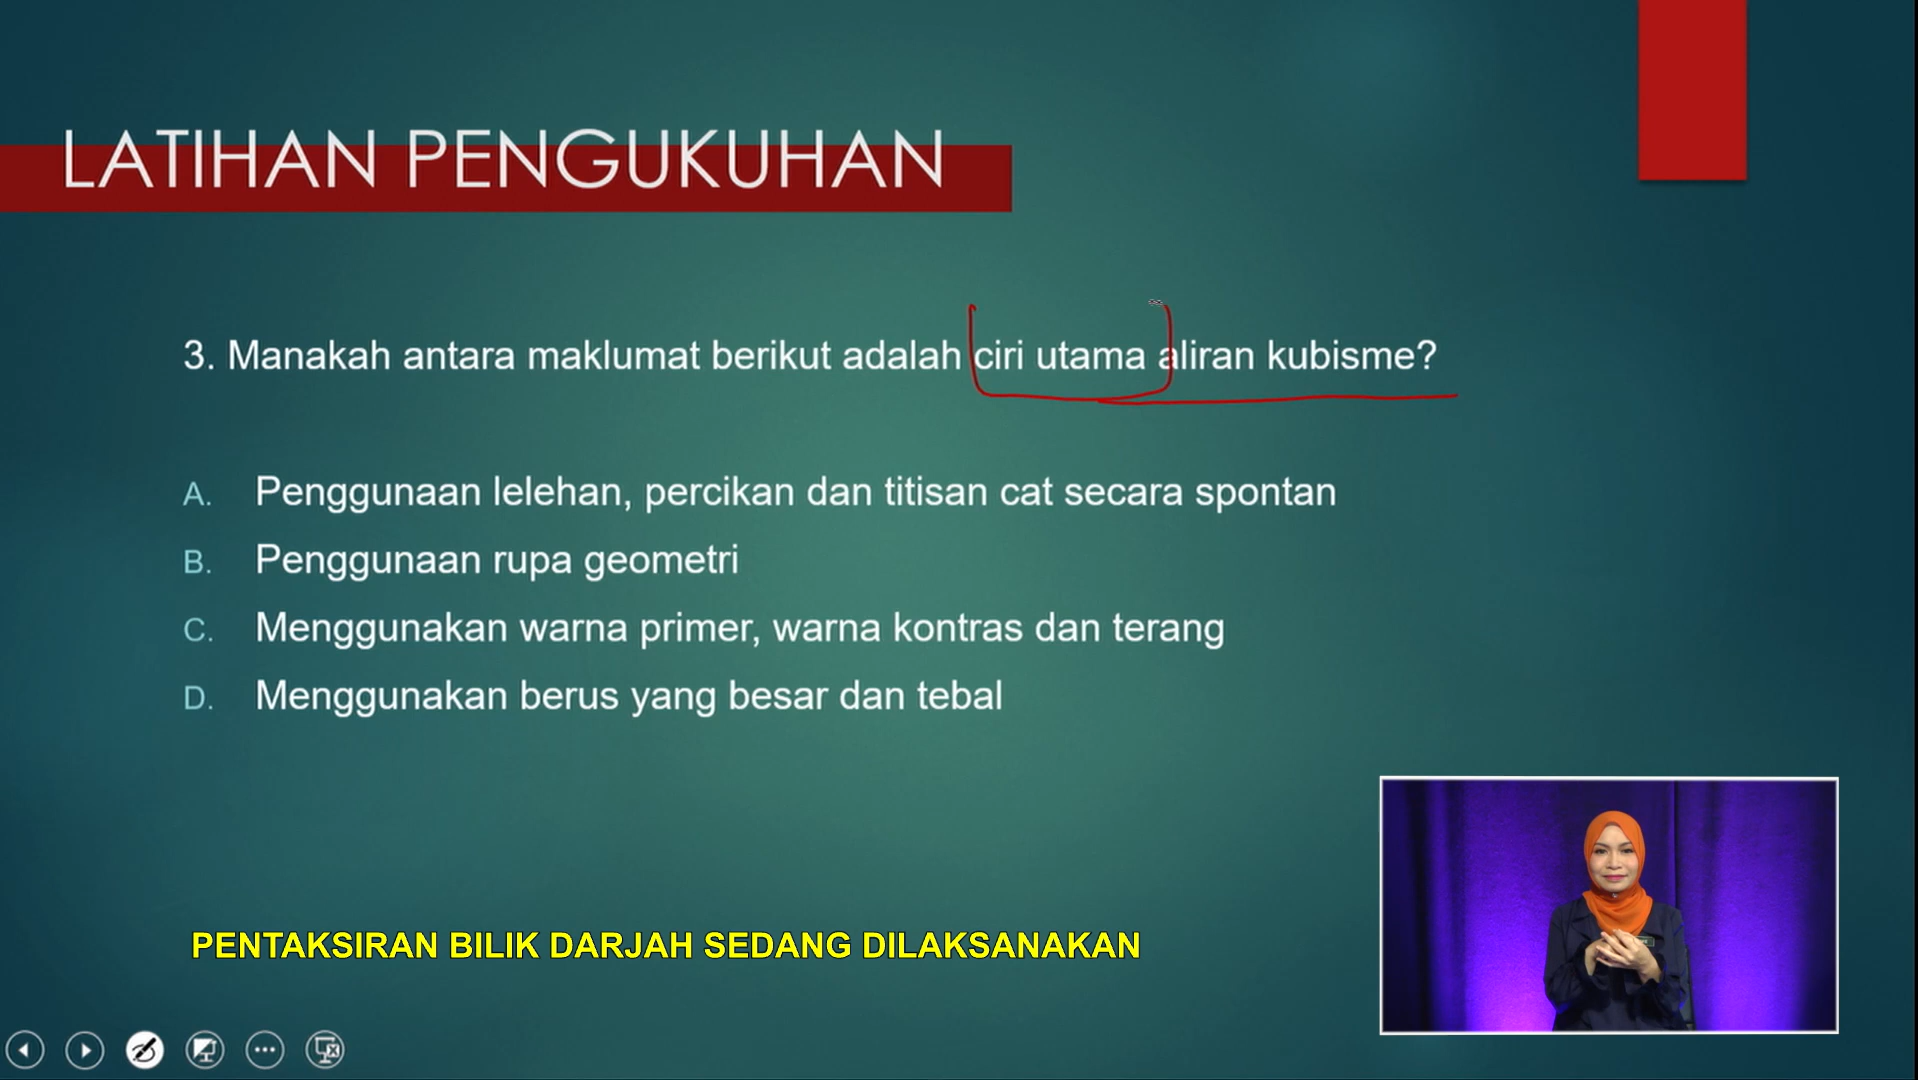 LATIHAN PENGUKUHAN
3. Manakah antara maklumat berikut adalah ciri utama aliran kubisme?
A. Penggunaan lelehan, percikan dan titisan cat secara spontan
B. Penggunaan rupa geometri
C. Menggunakan warna primer, warna kontras dan terang
D. Menggunakan berus yang besar dan tebal
PENTAKSIRAN BILIK DARJAH SEDANG DILAKSANAKAN